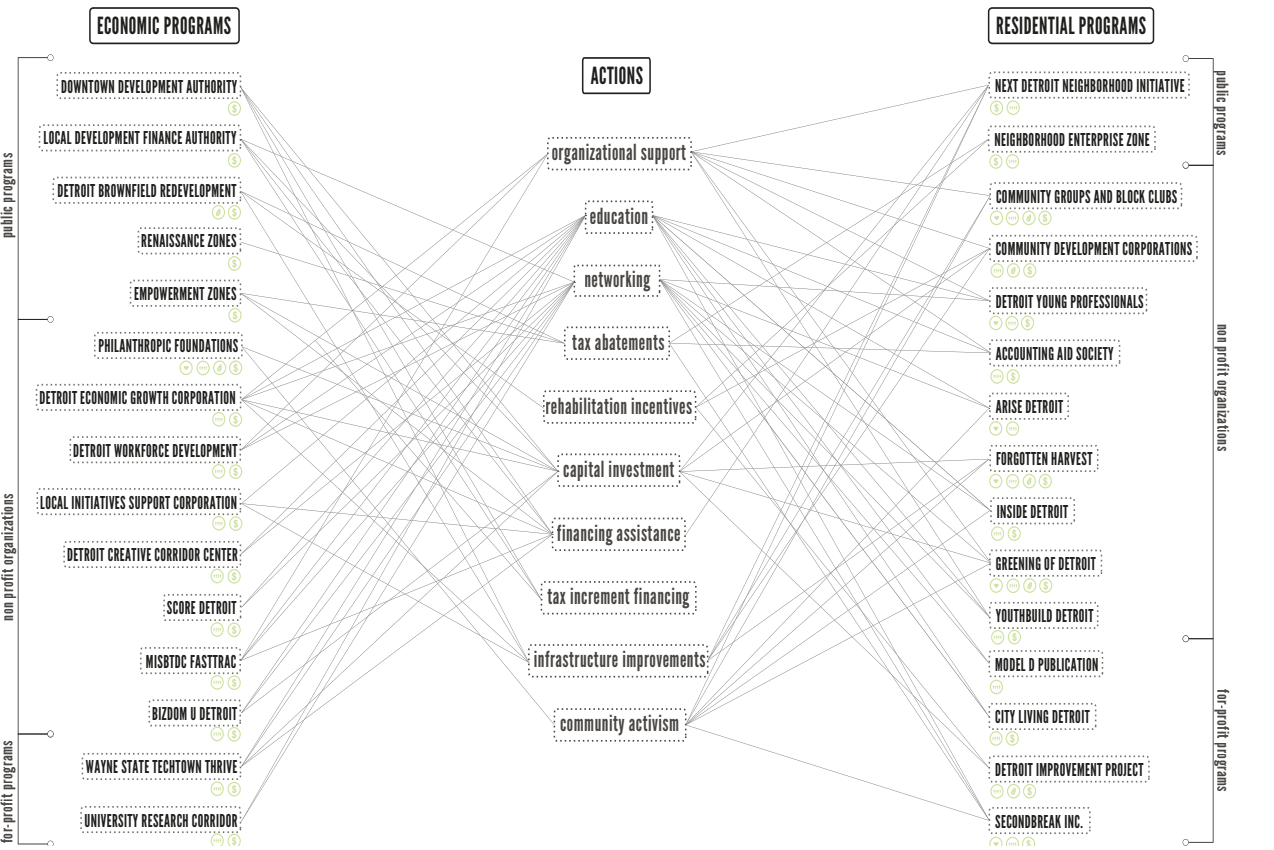 ECONOMIC PROGRAMS
public programs
DOWNTOWN DEVELOPMENT AUTHORITY
$
LOCAL DEVELOPMENT FINANCE AUTHORITY
$
DETROIT BROWNFIELD REDEVELOPMENT
$
RENAISSANCE ZONES
$
EMPOWERMENT ZONES
$
non profit organizations
PHILANTHROPIC FOUNDATIONS
$
DETROIT ECONOMIC GROWTH CORPORATION
$
DETROIT WORKFORCE DEVELOPMENT
$
LOCAL INITIATIVES SUPPORT CORPORATION
$
DETROIT CREATIVE CORRIDOR CENTER
$
SCORE DETROIT
$
MISBTDC FASTTRAC
$
BIZDOM U DETROIT
$
for-profit programs
WAYNE STATE TECHTOWN THRIVE
$
UNIVERSITY RESEARCH CORRIDOR
$
ACTIONS
organizational support
education
networking
tax abatements
rehabilitation incentives
capital investment
financing assistance
tax increment financing
infrastructure improvements
community activism
RESIDENTIAL PROGRAMS
public programs
NEXT DETROIT NEIGHBORHOOD INITIATIVE
$
NEIGHBORHOOD ENTERPRISE ZONE
$
non profit organizations
COMMUNITY GROUPS AND BLOCK CLUBS
$
COMMUNITY DEVELOPMENT CORPORATIONS
$
DETROIT YOUNG PROFESSIONALS
$
ACCOUNTING AID SOCIETY
$
ARISE DETROIT
FORGOTTEN HARVEST
$
INSIDE DETROIT
$
GREENING OF DETROIT
$
YOUTHBUILD DETROIT
$
for-profit programs
MODEL D PUBLICATION
CITY LIVING DETROIT
$
DETROIT IMPROVEMENT PROJECT
$
SECONDBREAK INC.
$